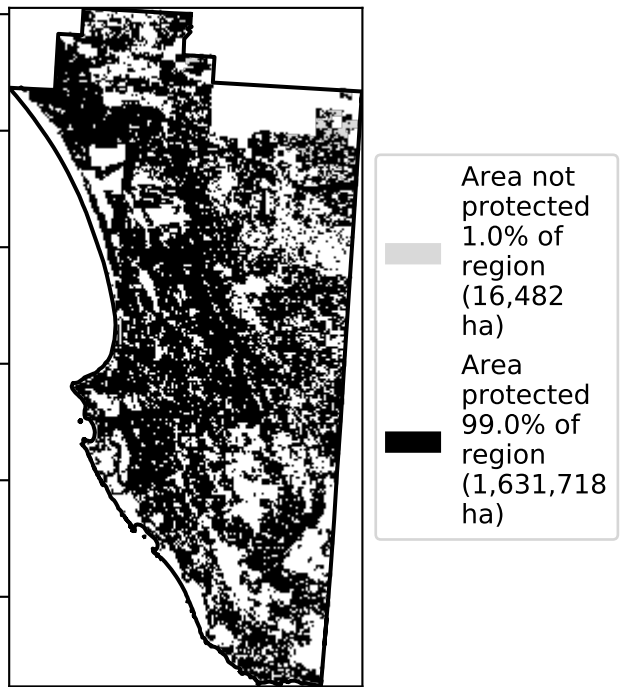 Area not
protected
1.0% of
region
(16,482
ha)
Area
protected
99.0% of
region
(1,631,718
ha)